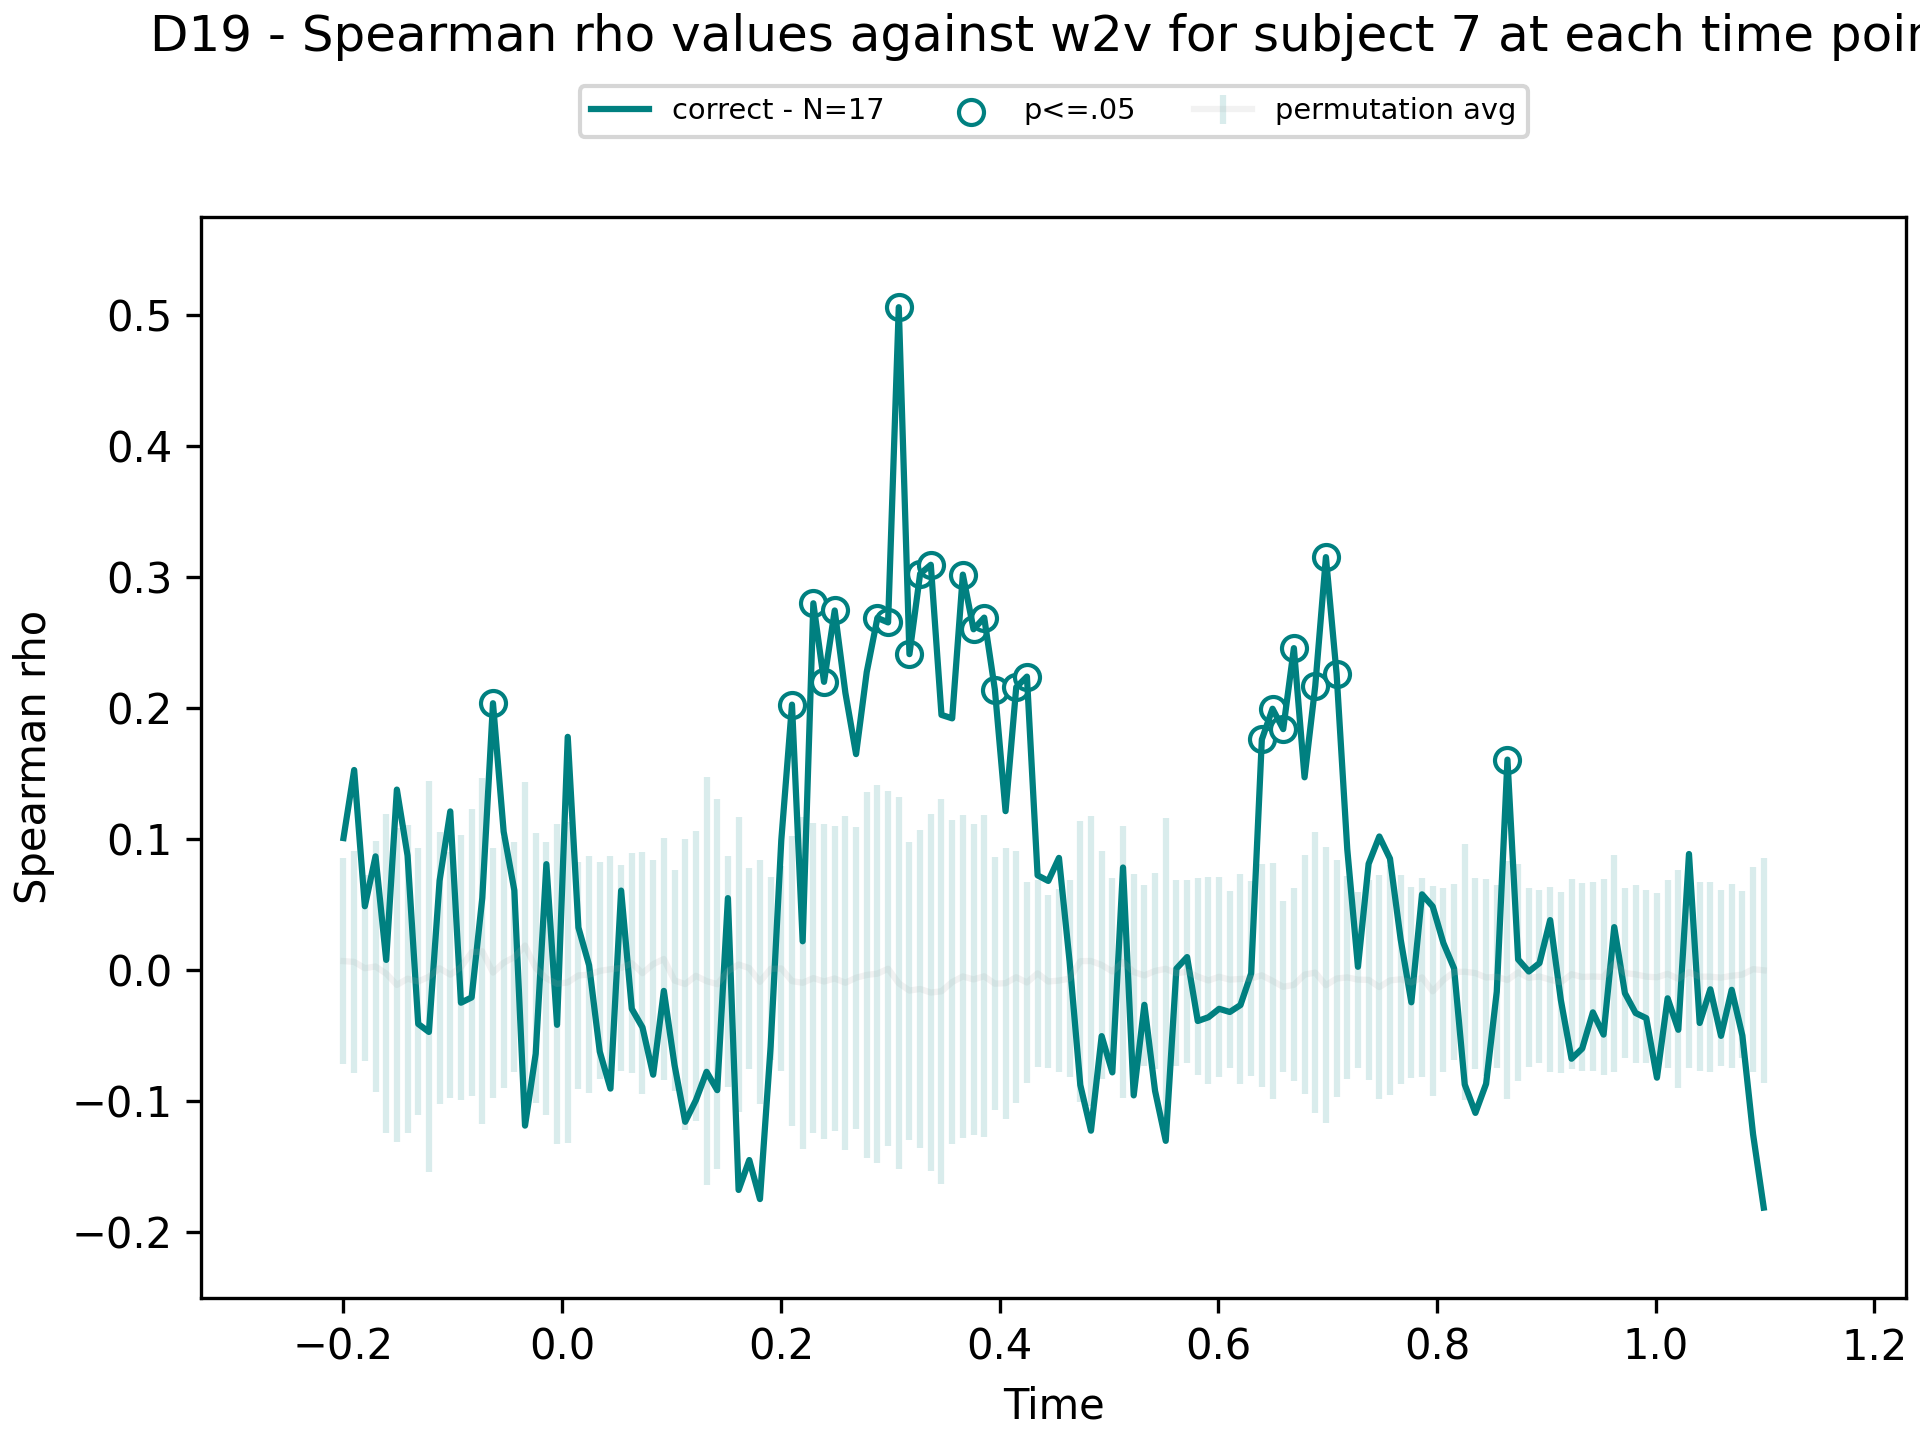 D19 - Spearman rho values against w2v for subject 7 at each time poin
correct - N=17 p<=.05 permutation avg
Spearman rho
0.5
0.4
0.3
0.2
0.1
0.0
−0.1
−0.2
−0.2 0.0 0.2 0.4 0.6 0.8 1.0 1.2
Time